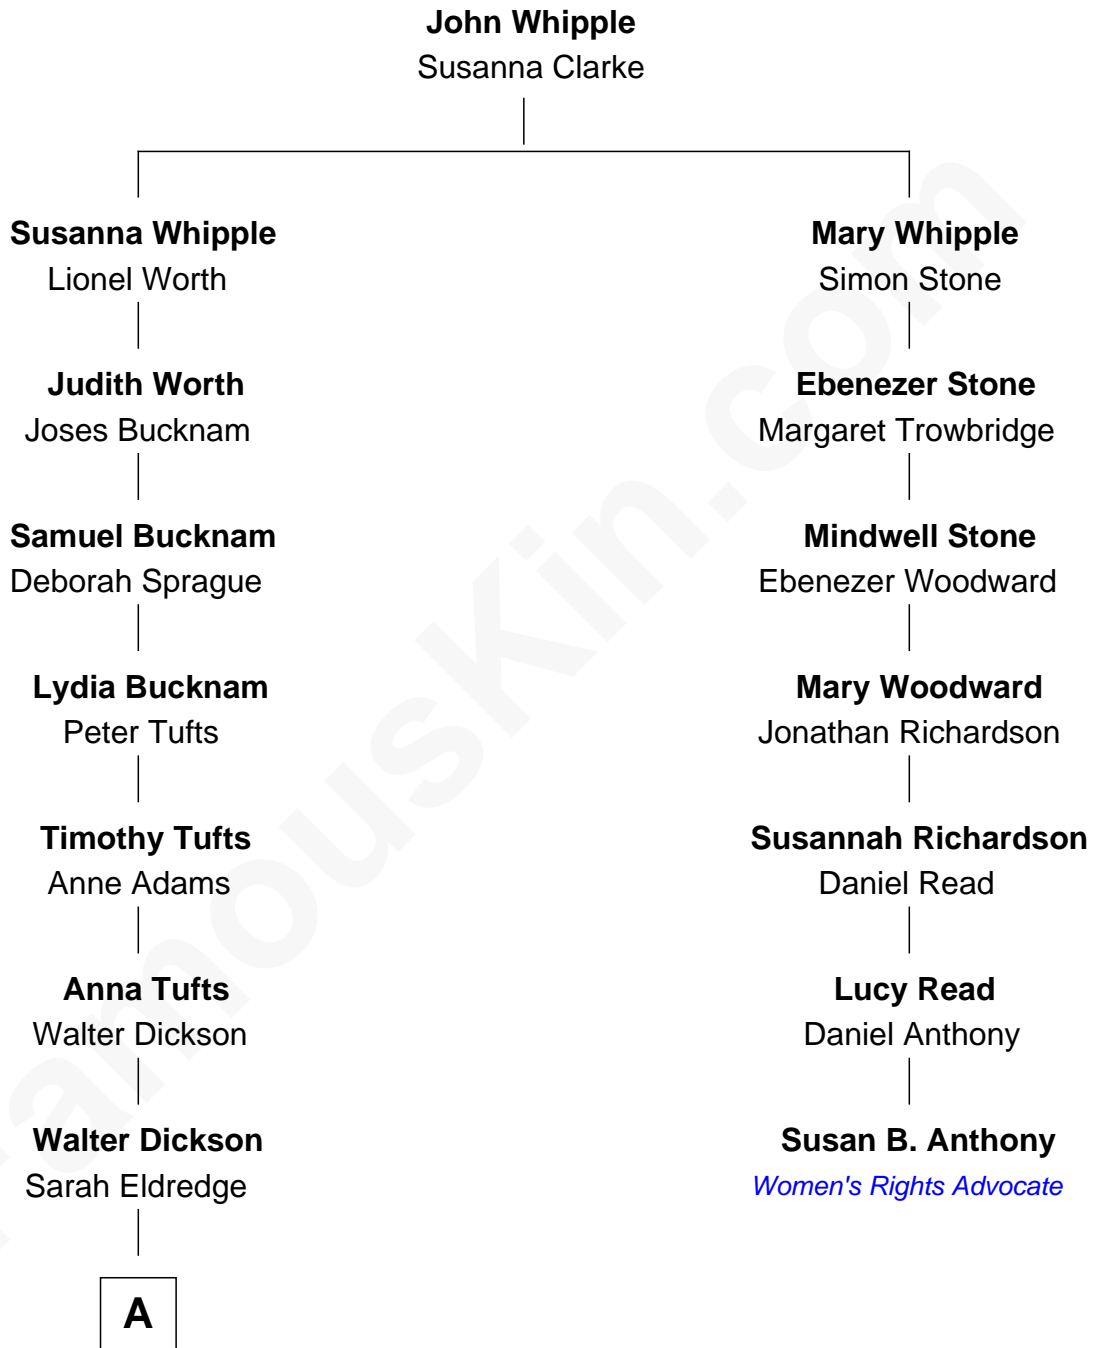 John Whipple
Susanna Clarke
Susanna Whipple
Lionel Worth
Mary Whipple
Simon Stone
Judith Worth
Joses Bucknam
Ebenezer Stone
Margaret Trowbridge
Samuel Bucknam
Deborah Sprague
Mindwell Stone
Ebenezer Woodward
Lydia Bucknam
Peter Tufts
Mary Woodward
Jonathan Richardson
Timothy Tufts
Anne Adams
Susannah Richardson
Daniel Read
Anna Tufts
Walter Dickson
Lucy Read
Daniel Anthony
Walter Dickson
Sarah Eldredge
Susan B. Anthony
Women's Rights Advocate
A
FamousKin.com